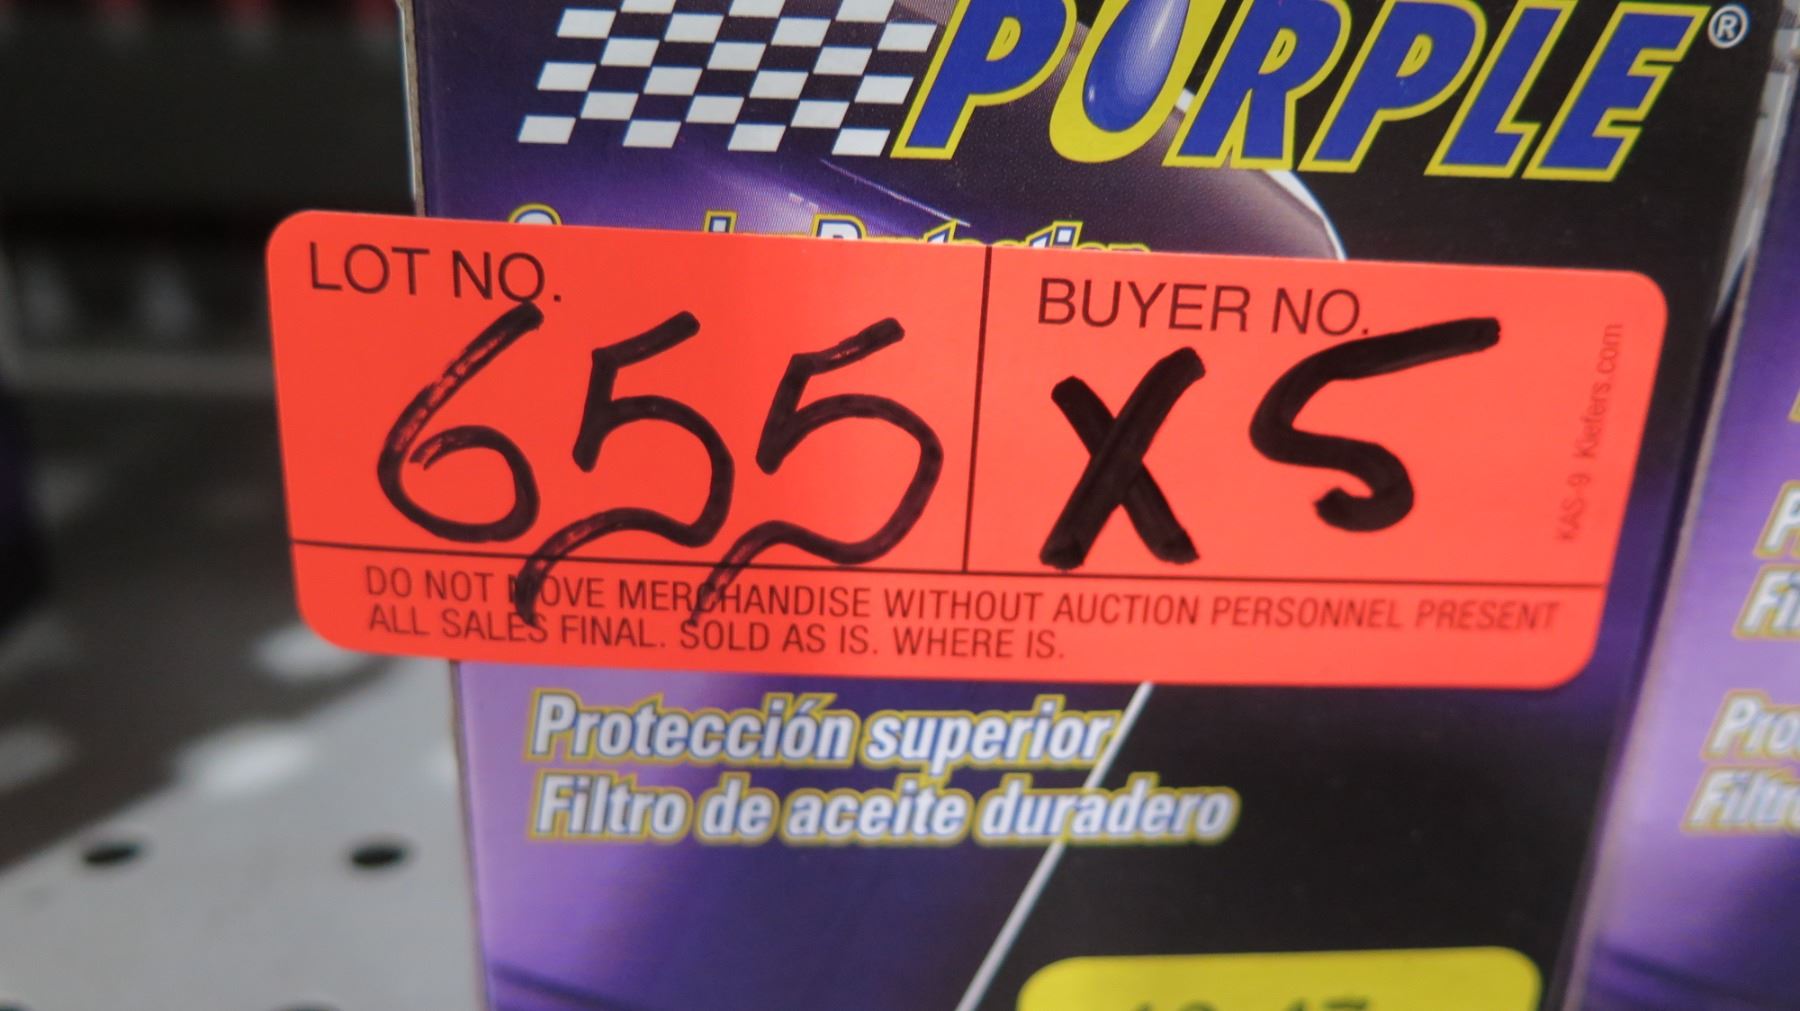 PURPLE®
LOT NO.
655
BUYER NO.
X5
KAS-9 Kiefers.com
DO NOT MOVE MERCHANDISE WITHOUT AUCTION PERSONNEL PRESENT
ALL SALES FINAL. SOLD AS IS. WHERE IS.
Protección superior
Filtro de aceite duradero